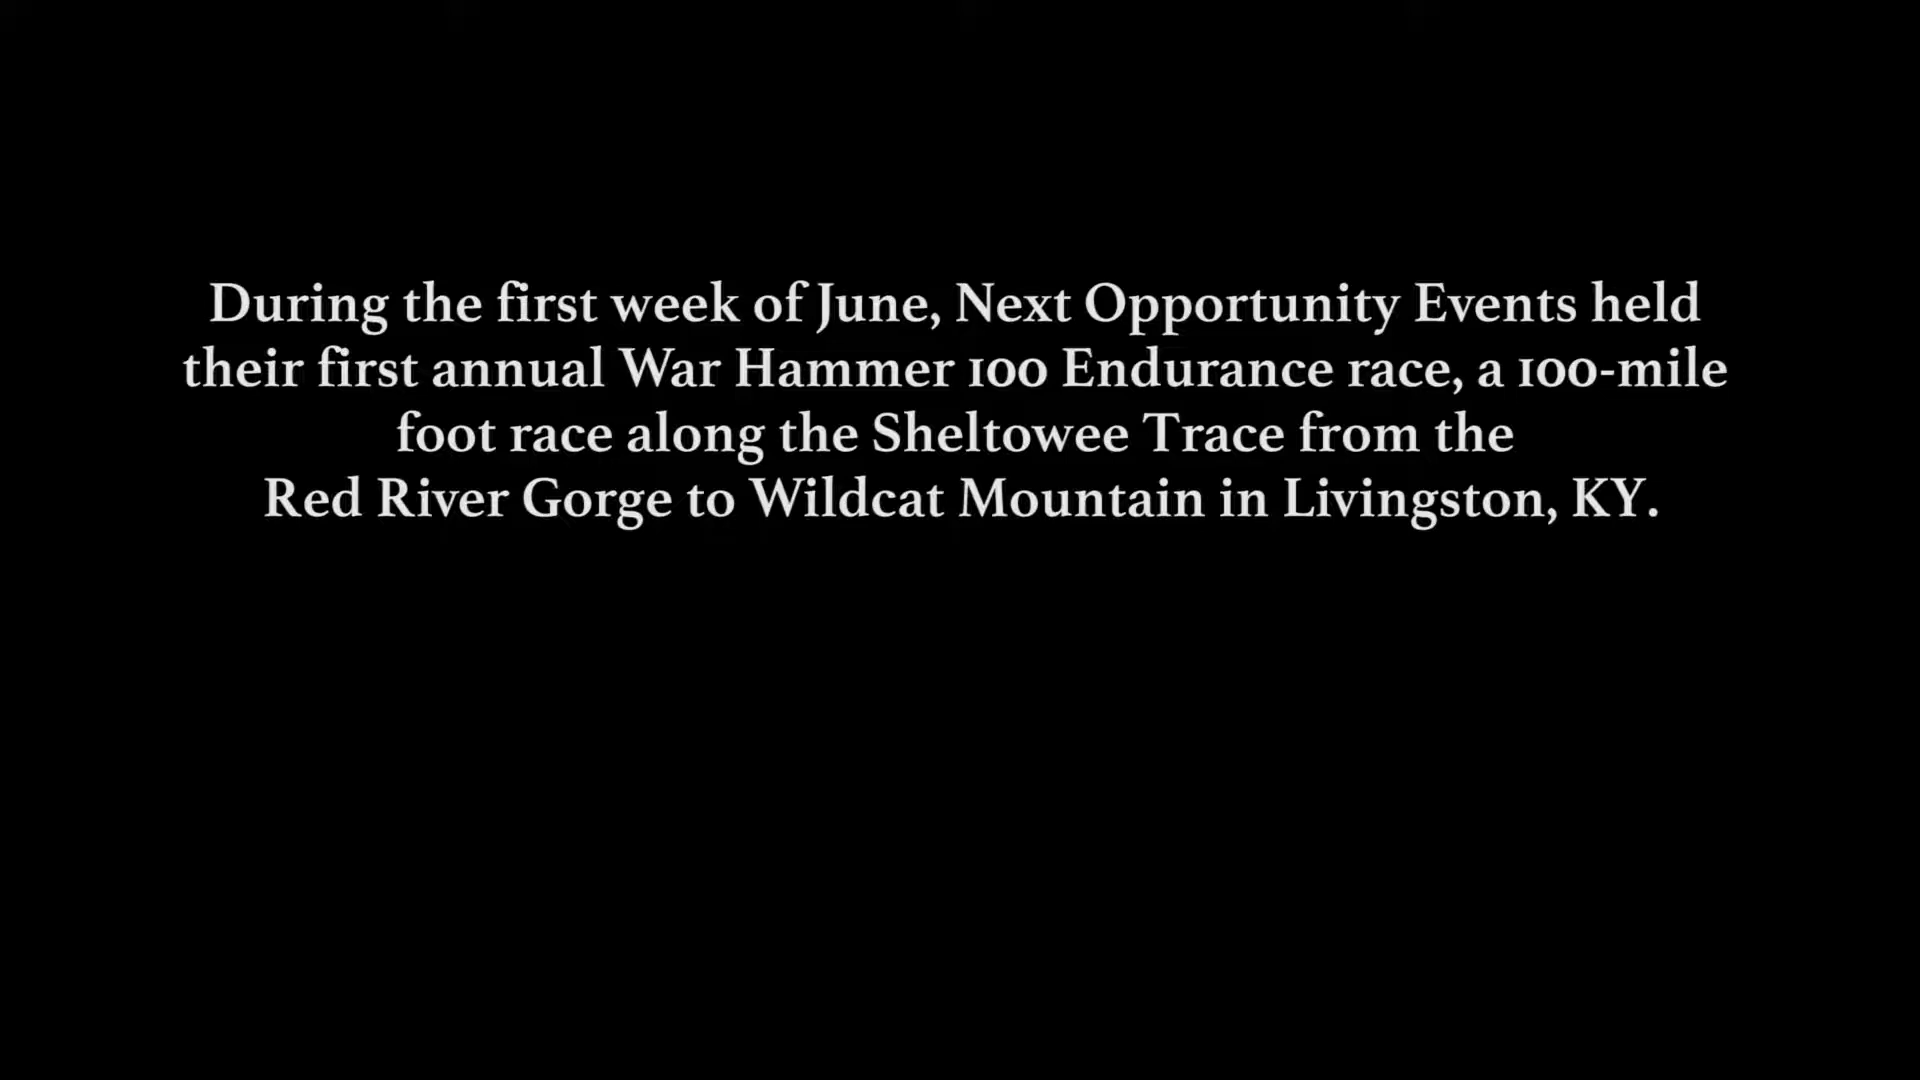 During the first week of June, Next Opportunity Events held
their first annual War Hammer 100 Endurance race, a 100-mile
foot race along the Sheltowee Trace from the
Red River Gorge to Wildcat Mountain in Livingston, KY.